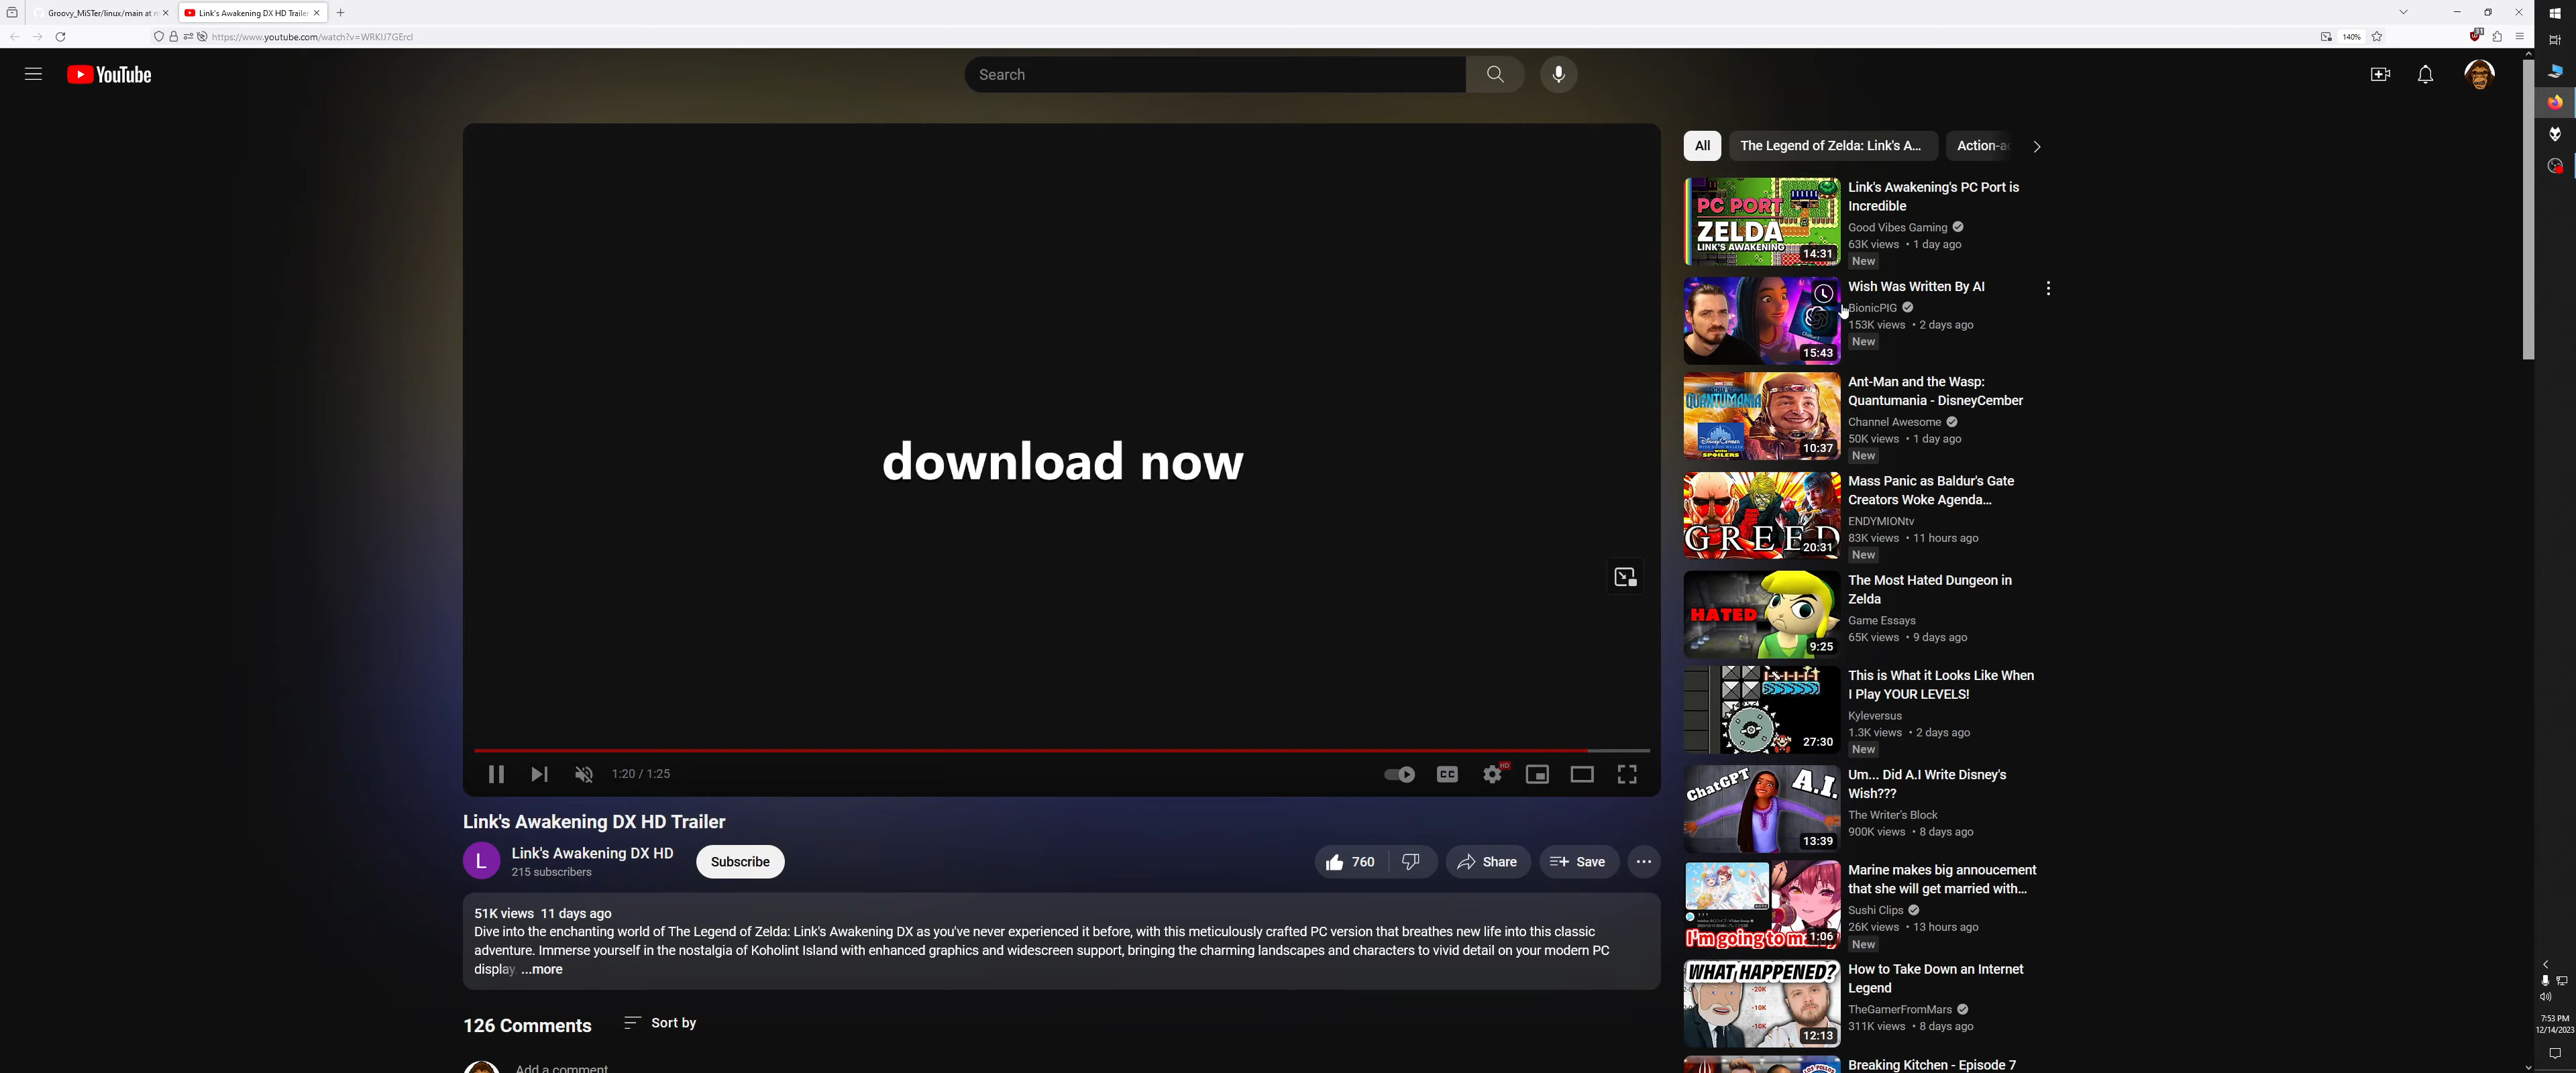 Groovy_MiSTer/linux/main at m
Link's Awakening DX HD Trailer
https://www.youtube.com/watch?v=WRKIJ7GErcI
140%
YouTube
Search
download now
1:20 / 1:25
CC
HD
Link's Awakening DX HD Trailer
L
Link's Awakening DX HD
215 subscribers
Subscribe
760
Share
Save
51K views 11 days ago
Dive into the enchanting world of The Legend of Zelda: Link's Awakening DX as you've never experienced it before, with this meticulously crafted PC version that breathes new life into this classic
adventure. Immerse yourself in the nostalgia of Koholint Island with enhanced graphics and widescreen support, bringing the charming landscapes and characters to vivid detail on your modern PC
display ...more
126 Comments
Sort by
Add a comment
All
The Legend of Zelda: Link's A...
Action-a
PC PORT
ZELDA
LINK'S AWAKENING
14:31
Link's Awakening's PC Port is
Incredible
Good Vibes Gaming
63K views • 1 day ago
New
15:43
Wish Was Written By AI
BionicPIG
153K views • 2 days ago
New
QUANTUMANIA
DisneyCember
WITH SPOILERS
10:37
Ant-Man and the Wasp:
Quantumania - DisneyCember
Channel Awesome
50K views • 1 day ago
New
GREED
20:31
Mass Panic as Baldur's Gate
Creators Woke Agenda...
ENDYMIONtv
83K views • 11 hours ago
New
HATED
9:25
The Most Hated Dungeon in
Zelda
Game Essays
65K views • 9 days ago
27:30
This is What it Looks Like When
I Play YOUR LEVELS!
Kyleversus
1.3K views • 2 days ago
New
ChatGPT
A.I.
13:39
Um... Did A.I Write Disney's
Wish???
The Writer's Block
900K views • 8 days ago
I'm going to m
1:06
Marine makes big annoucement
that she will get married with...
Sushi Clips
26K views • 13 hours ago
New
WHAT HAPPENED?
-20K
-10K
-10K
12:13
How to Take Down an Internet
Legend
TheGamerFromMars
311K views • 8 days ago
Breaking Kitchen - Episode 7
7:53 PM
12/14/2023